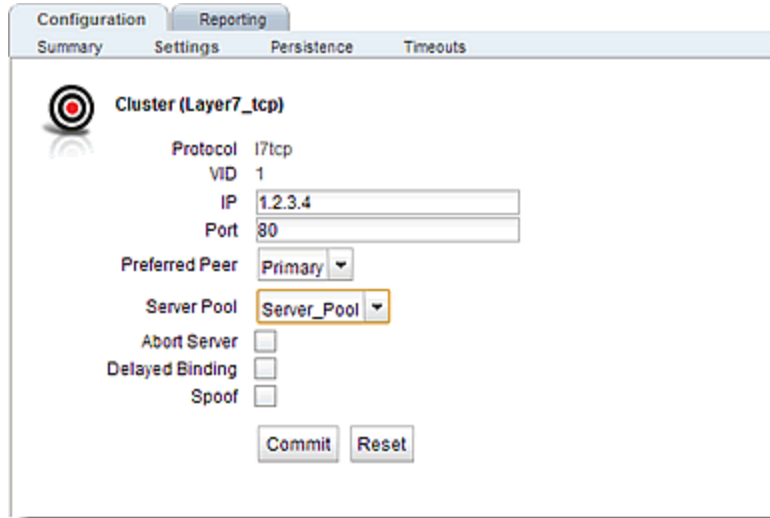 Configuration Reporting
Summary Settings Persistence Timeouts
Cluster (Layer7_tcp)
Protocol l7tcp
VID 1
IP 1.2.3.4
Port 80
Preferred Peer Primary
Server Pool Server_Pool
Abort Server
Delayed Binding
Spoof
Commit Reset